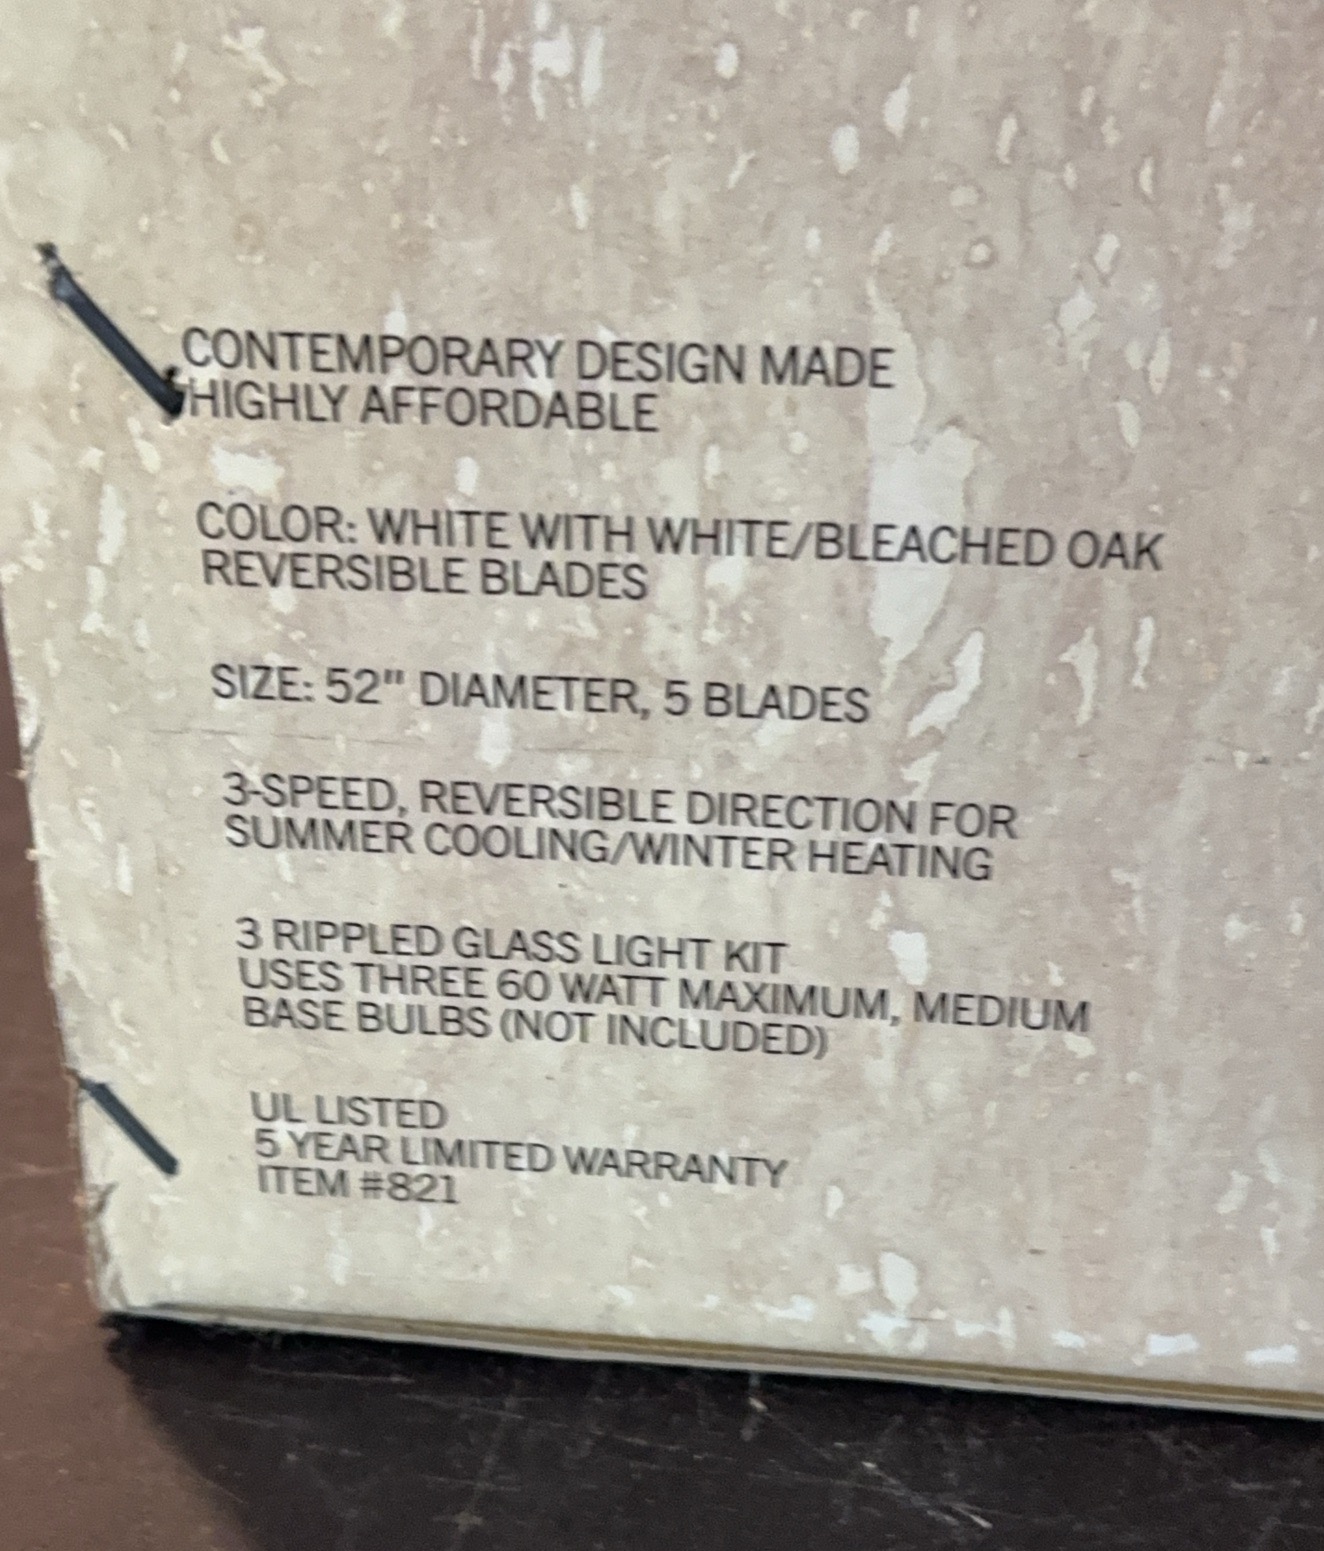 CONTEMPORARY DESIGN MADE
HIGHLY AFFORDABLE
COLOR: WHITE WITH WHITE/BLEACHED OAK
REVERSIBLE BLADES
SIZE: 52" DIAMETER, 5 BLADES
3-SPEED, REVERSIBLE DIRECTION FOR
SUMMER COOLING/WINTER HEATING
3 RIPPLED GLASS LIGHT KIT
USES THREE 60 WATT MAXIMUM, MEDIUM
BASE BULBS (NOT INCLUDED)
UL LISTED
5 YEAR LIMITED WARRANTY
ITEM #821